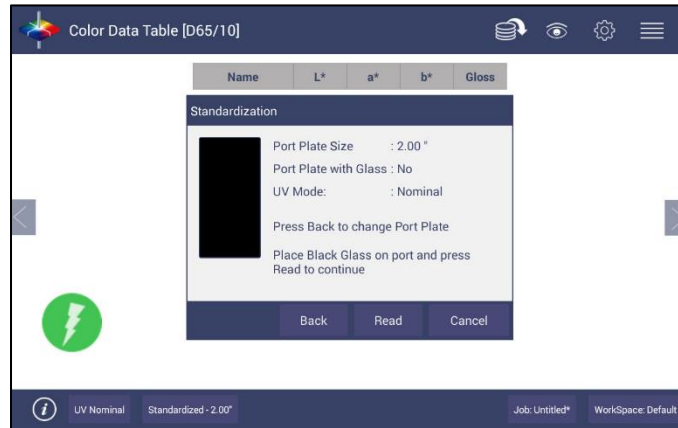 Color Data Table [D65/10]
Name L* a* b* Gloss
Standardization
Port Plate Size : 2.00 "
Port Plate with Glass : No
UV Mode: : Nominal
Press Back to change Port Plate
Place Black Glass on port and press
Read to continue
Back Read Cancel
i UV Nominal Standardized - 2.00" Job: Untitled* WorkSpace: Default